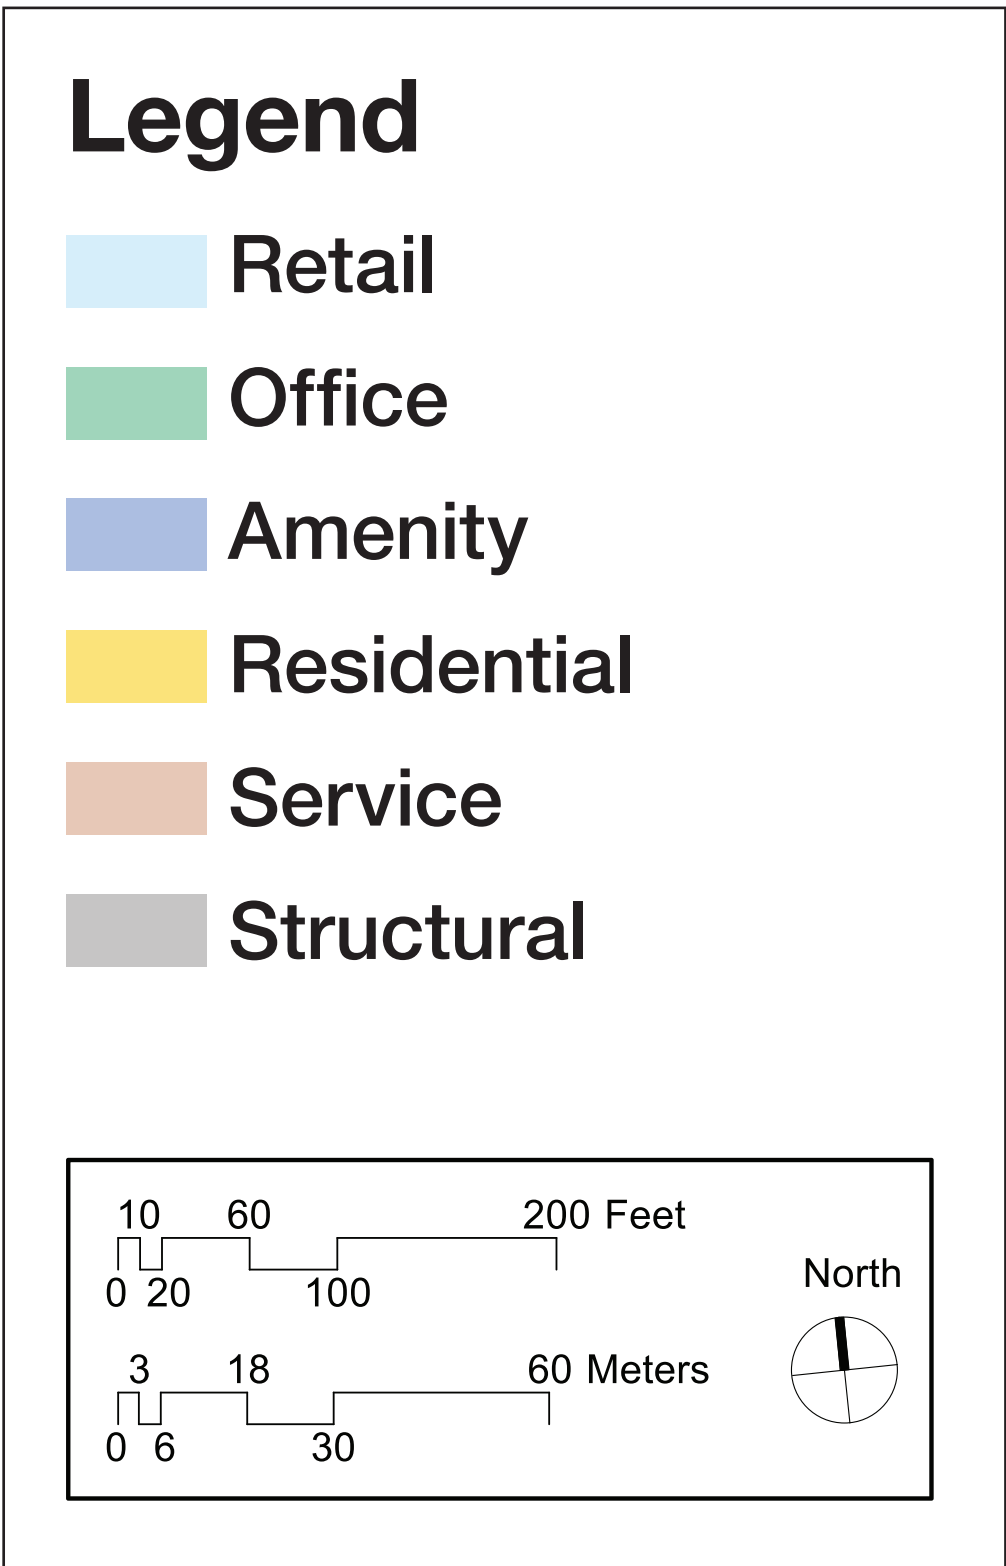 Legend
Retail
Office
Amenity
Residential
Service
Structural
10 60 200 Feet
0 20 100
North
3 18 60 Meters
0 6 30